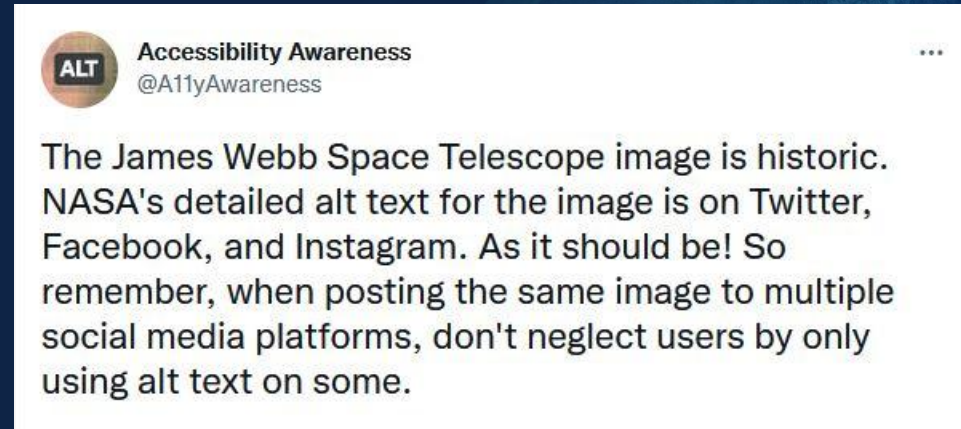 ALT
Accessibility Awareness
@A11yAwareness
The James Webb Space Telescope image is historic.
NASA's detailed alt text for the image is on Twitter,
Facebook, and Instagram. As it should be! So
remember, when posting the same image to multiple
social media platforms, don't neglect users by only
using alt text on some.